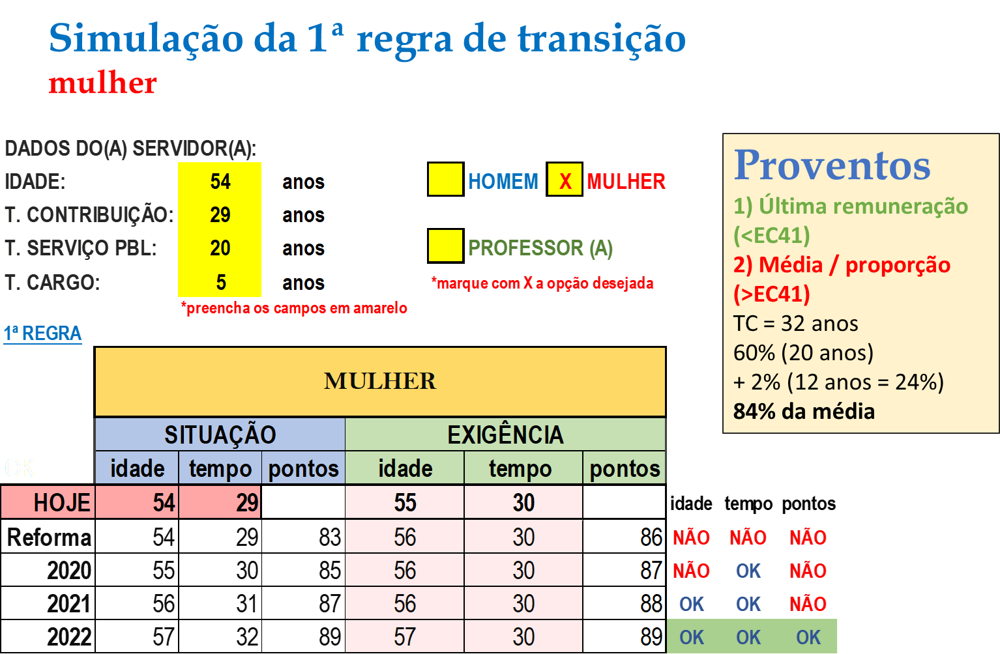 Simulação da 1ª regra de transição
mulher
DADOS DO(A) SERVIDOR(A):
IDADE: 54 anos
HOMEM X MULHER
T. CONTRIBUIÇÃO: 29 anos
T. SERVIÇO PBL: 20 anos
PROFESSOR (A)
T. CARGO: 5 anos
*marque com X a opção desejada
*preencha os campos em amarelo
Proventos
1) Última remuneração
(<EC41)
2) Média / proporção
(>EC41)
TC = 32 anos
60% (20 anos)
+ 2% (12 anos = 24%)
84% da média
1ª REGRA
MULHER
SITUAÇÃO EXIGÊNCIA
OK idade tempo pontos idade tempo pontos
HOJE 54 29 55 30 idade tempo pontos
Reforma 54 29 83 56 30 86 NÃO NÃO NÃO
2020 55 30 85 56 30 87 NÃO OK NÃO
2021 56 31 87 56 30 88 OK OK NÃO
2022 57 32 89 57 30 89 OK OK OK